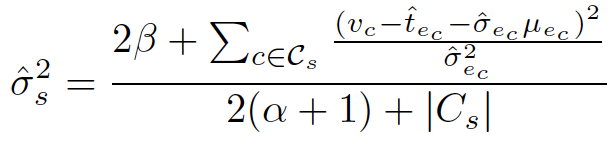 \hat{\sigma}_s^2 = \frac{2\beta + \sum_{c \in \mathcal{C}_s} \frac{(v_c - \hat{t}_{e_c} - \hat{\sigma}_{e_c} \mu_{e_c})^2}{\hat{\sigma}_{e_c}^2}}{2(\alpha + 1) + |C_s|}